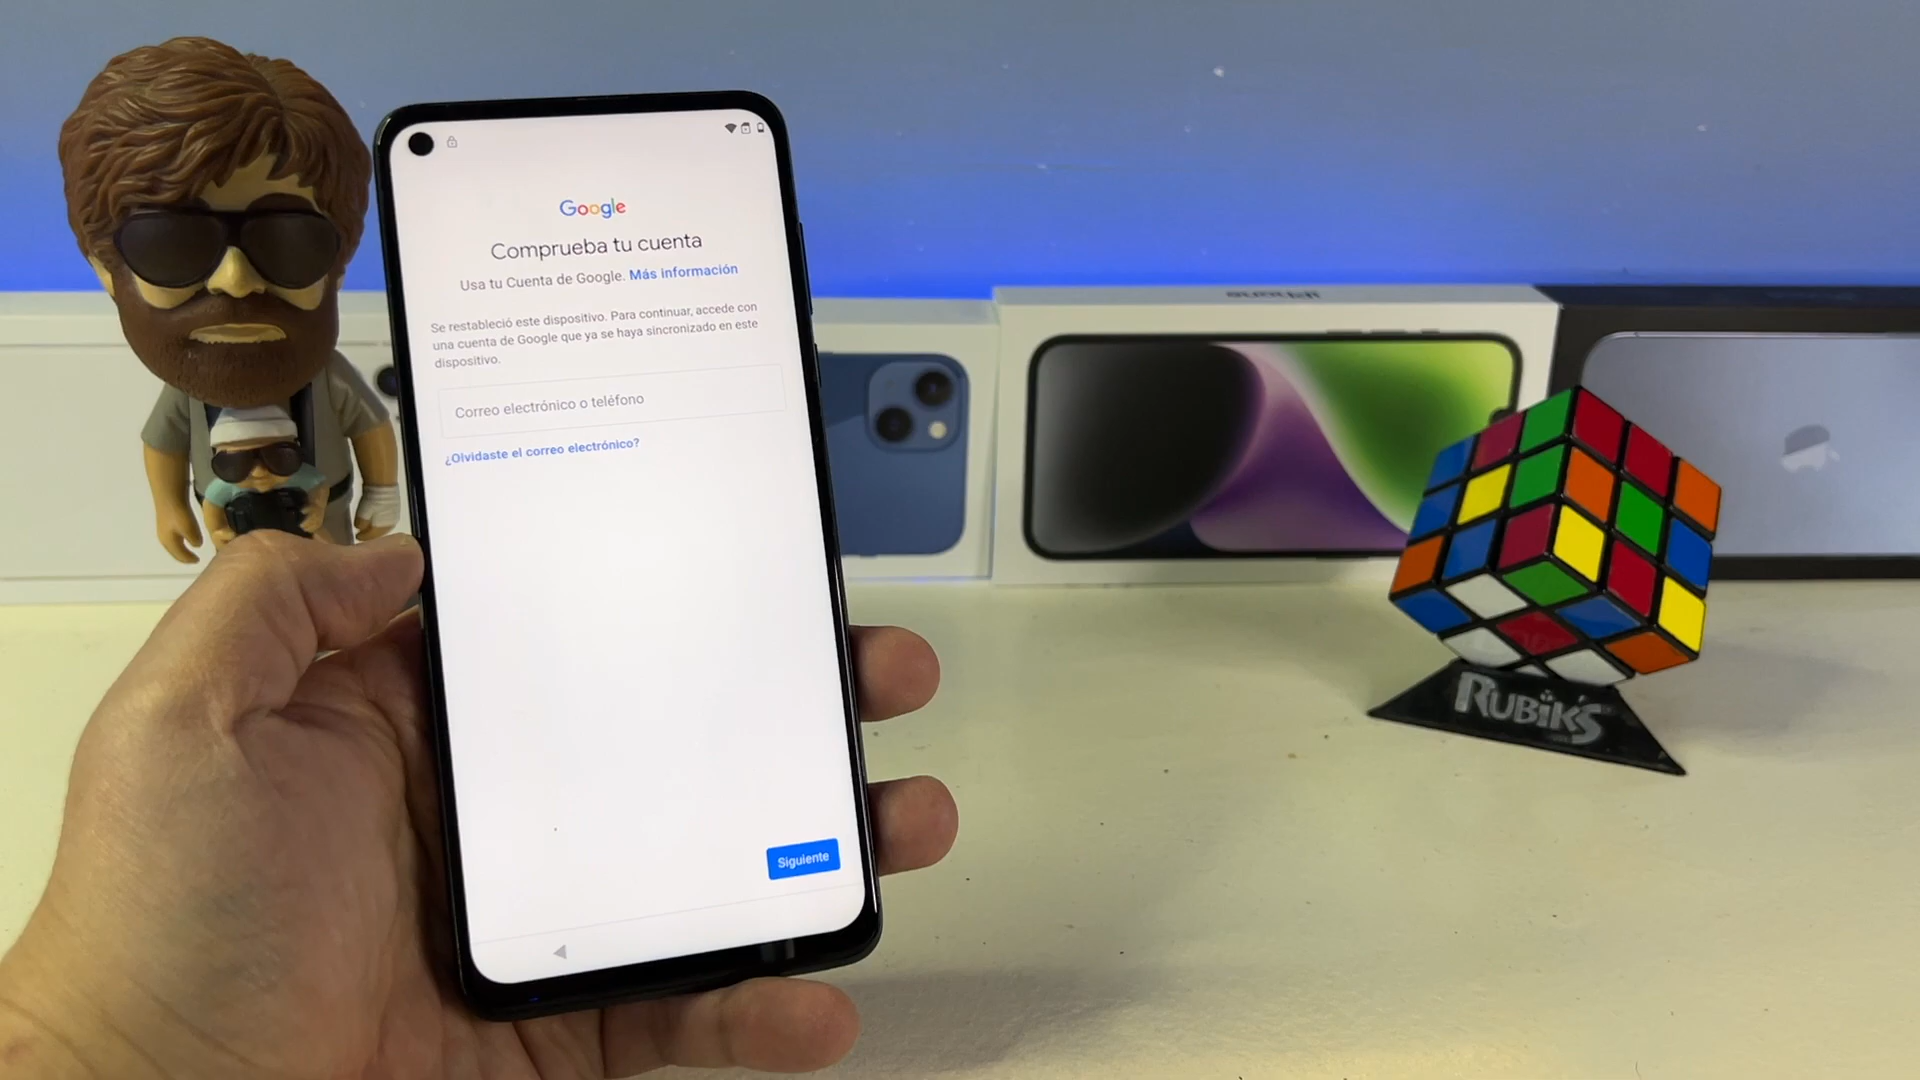 Google
Comprueba tu cuenta
Usa tu Cuenta de Google. Más información
Se restableció este dispositivo. Para continuar, accede con
una cuenta de Google que ya se haya sincronizado en este
dispositivo.
Correo electrónico o teléfono
¿Olvidaste el correo electrónico?
Siguiente
RUBIK'S